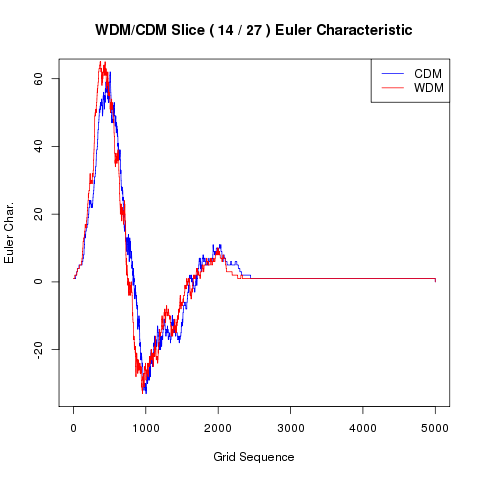 WDM/CDM Slice ( 14 / 27 ) Euler Characteristic
CDM
WDM
Euler Char.
60
40
20
0
-20
0 1000 2000 3000 4000 5000
Grid Sequence